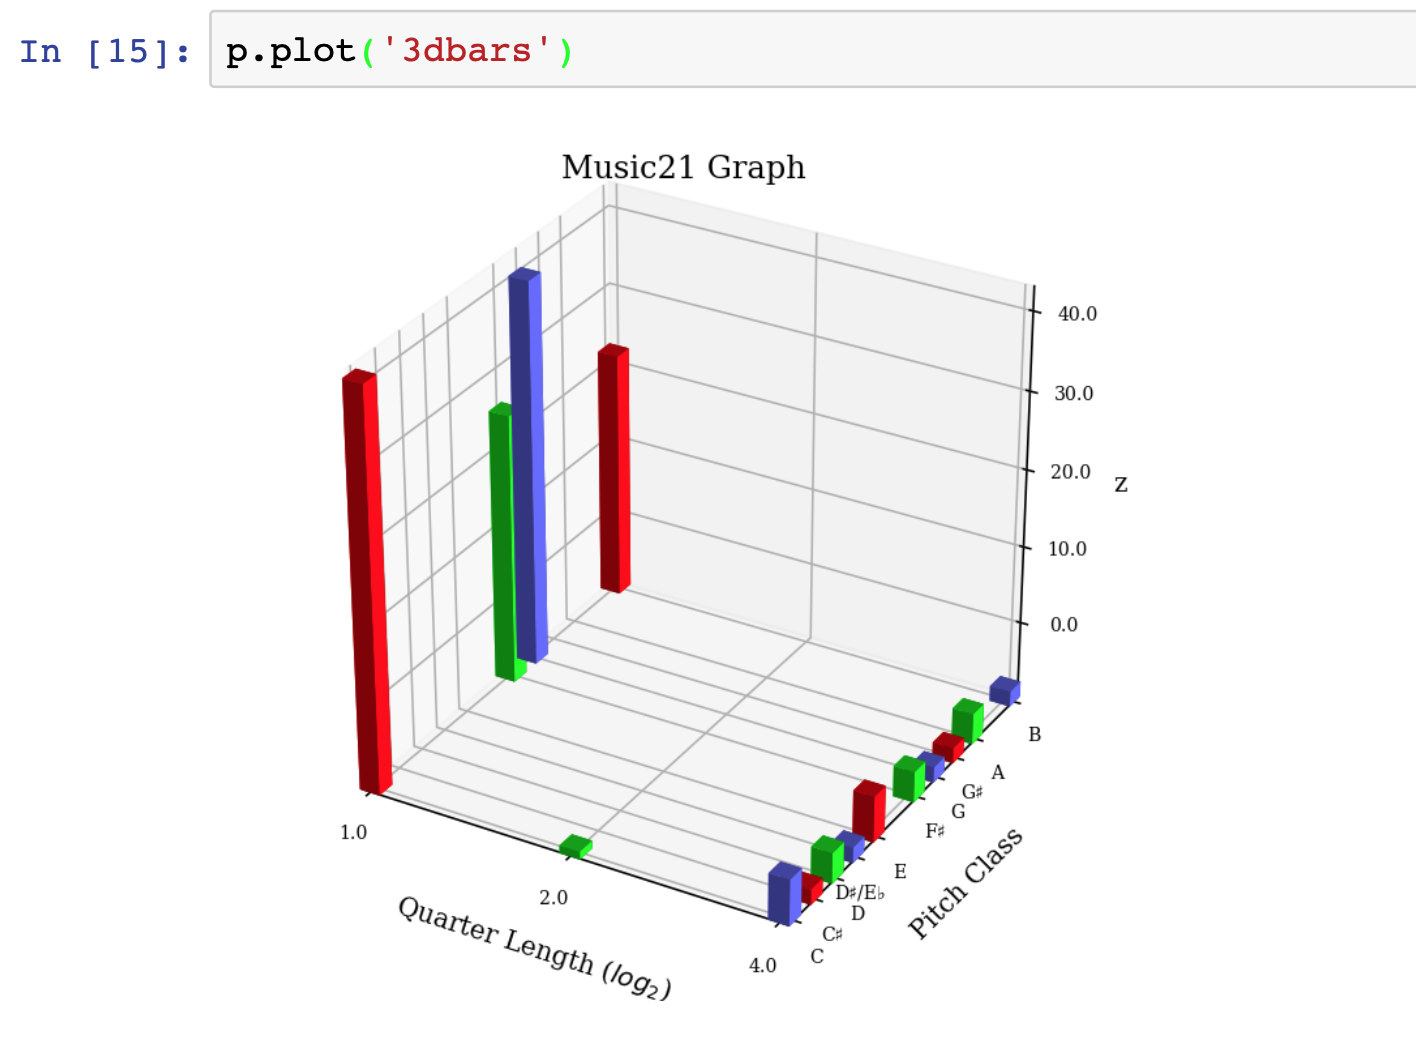 In [15]: p.plot('3dbars')
Music21 Graph
40.0
30.0
20.0
z
10.0
0.0
B
A
G♯
G
F♯
E
D♯/E♭
D
C♯
C
Pitch Class
1.0
2.0
4.0
Quarter Length (log₂)